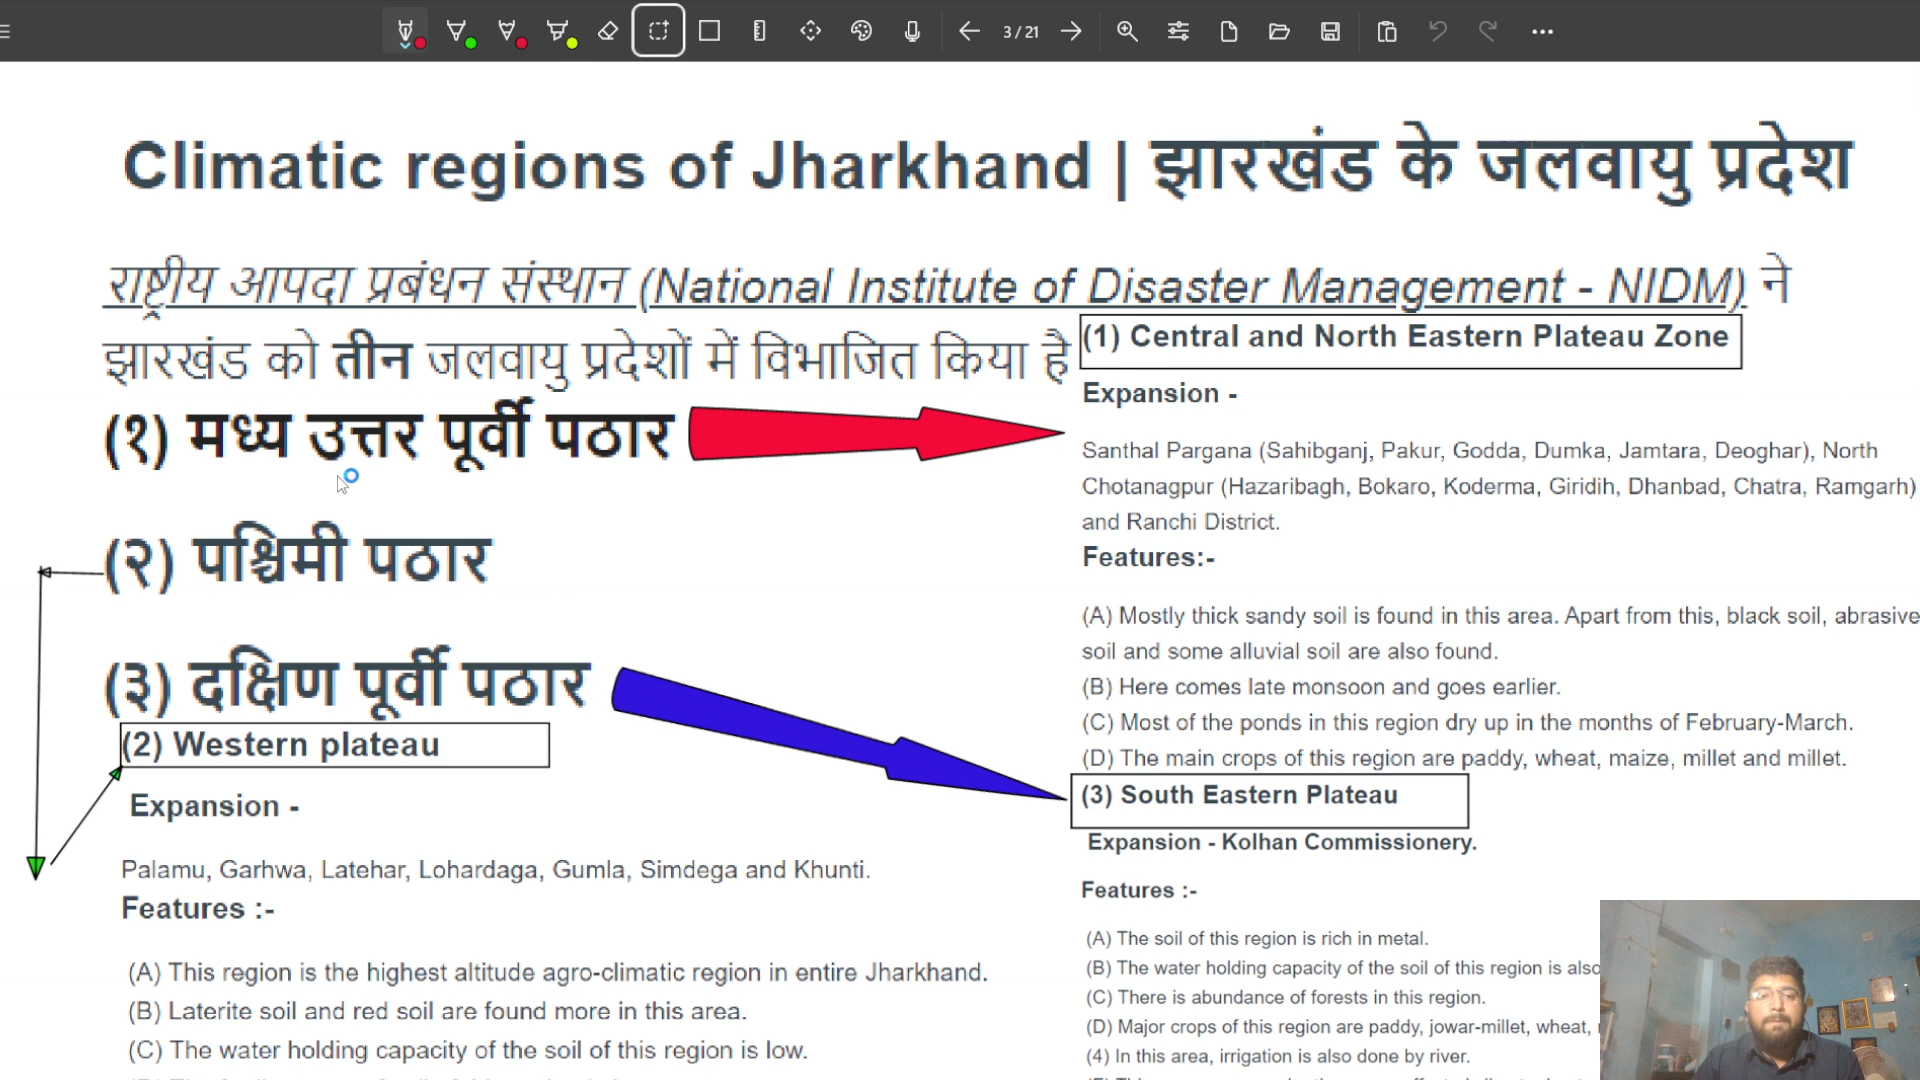 3 / 21
Climatic regions of Jharkhand | झारखंड के जलवायु प्रदेश
राष्ट्रीय आपदा प्रबंधन संस्थान (National Institute of Disaster Management - NIDM) ने
झारखंड को तीन जलवायु प्रदेशों में विभाजित किया है
(१) मध्य उत्तर पूर्वी पठार
(२) पश्चिमी पठार
(३) दक्षिण पूर्वी पठार
(2) Western plateau
Expansion -
Palamu, Garhwa, Latehar, Lohardaga, Gumla, Simdega and Khunti.
Features :-
(A) This region is the highest altitude agro-climatic region in entire Jharkhand.
(B) Laterite soil and red soil are found more in this area.
(C) The water holding capacity of the soil of this region is low.
(1) Central and North Eastern Plateau Zone
Expansion -
Santhal Pargana (Sahibganj, Pakur, Godda, Dumka, Jamtara, Deoghar), North
Chotanagpur (Hazaribagh, Bokaro, Koderma, Giridih, Dhanbad, Chatra, Ramgarh)
and Ranchi District.
Features:-
(A) Mostly thick sandy soil is found in this area. Apart from this, black soil, abrasive
soil and some alluvial soil are also found.
(B) Here comes late monsoon and goes earlier.
(C) Most of the ponds in this region dry up in the months of February-March.
(D) The main crops of this region are paddy, wheat, maize, millet and millet.
(3) South Eastern Plateau
Expansion - Kolhan Commissionery.
Features :-
(A) The soil of this region is rich in metal.
(B) The water holding capacity of the soil of this region is also
(C) There is abundance of forests in this region.
(D) Major crops of this region are paddy, jowar-millet, wheat,
(4) In this area, irrigation is also done by river.